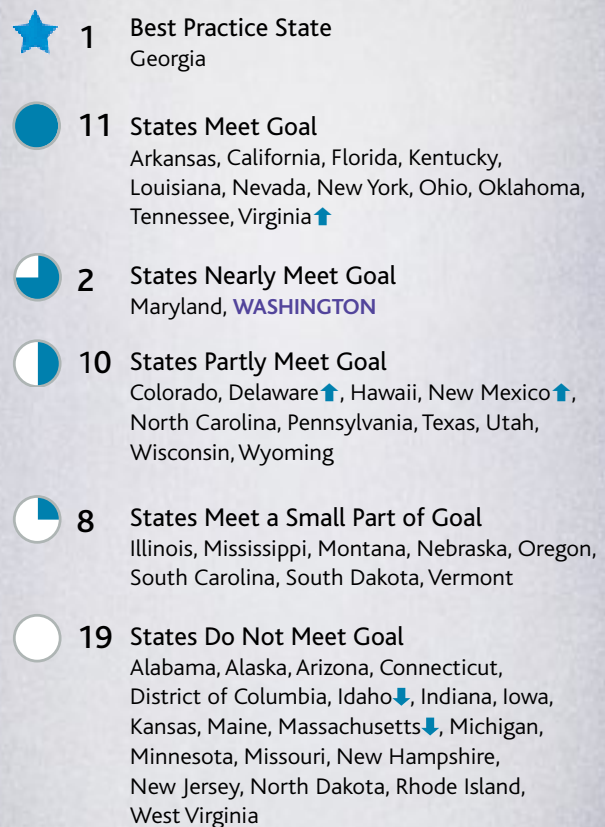 1 Best Practice State
Georgia
11 States Meet Goal
Arkansas, California, Florida, Kentucky,
Louisiana, Nevada, New York, Ohio, Oklahoma,
Tennessee, Virginia⬆
2 States Nearly Meet Goal
Maryland, WASHINGTON
10 States Partly Meet Goal
Colorado, Delaware⬆, Hawaii, New Mexico⬆,
North Carolina, Pennsylvania, Texas, Utah,
Wisconsin, Wyoming
8 States Meet a Small Part of Goal
Illinois, Mississippi, Montana, Nebraska, Oregon,
South Carolina, South Dakota, Vermont
19 States Do Not Meet Goal
Alabama, Alaska, Arizona, Connecticut,
District of Columbia, Idaho⬇, Indiana, Iowa,
Kansas, Maine, Massachusetts⬇, Michigan,
Minnesota, Missouri, New Hampshire,
New Jersey, North Dakota, Rhode Island,
West Virginia